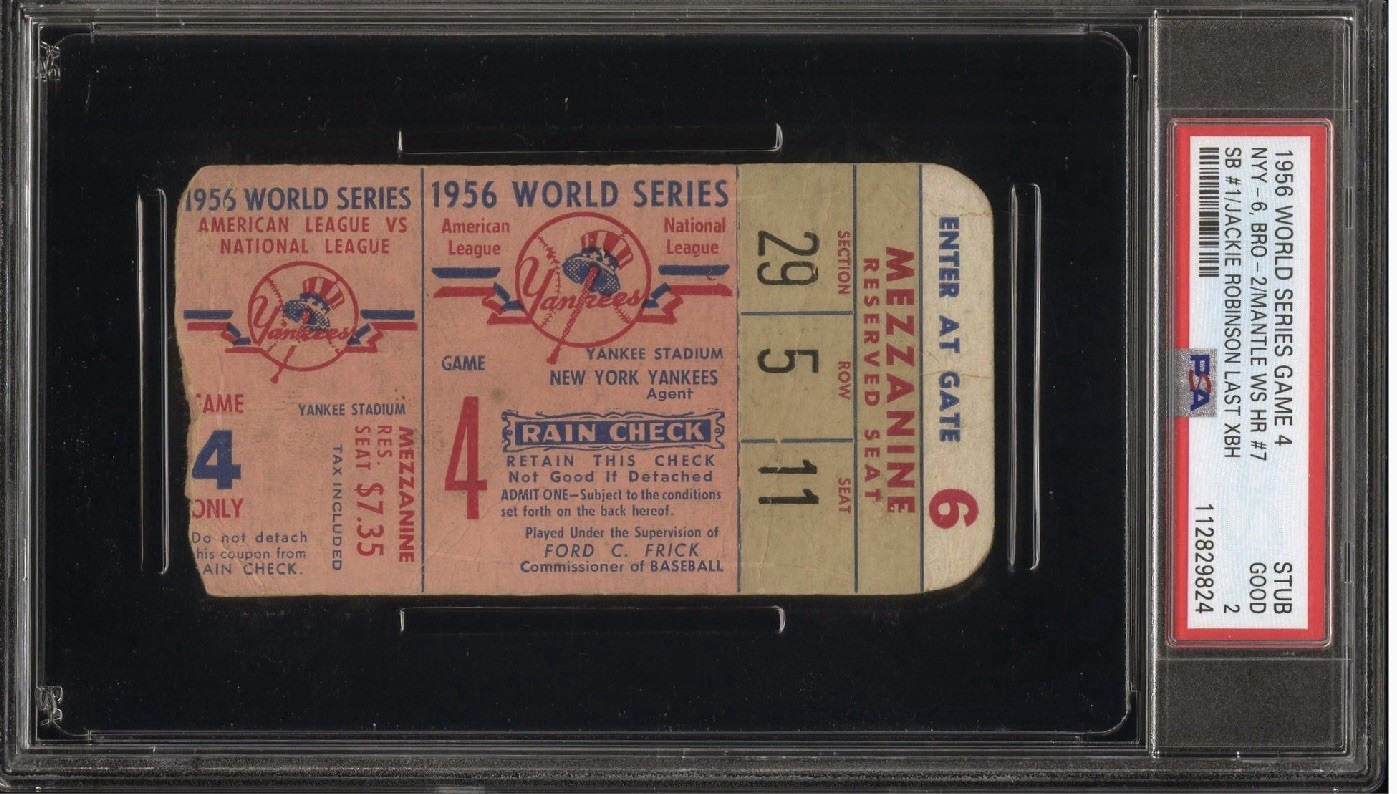 1956 WORLD SERIES
AMERICAN LEAGUE VS
NATIONAL LEAGUE
Yankees
AME
4
ONLY
YANKEE STADIUM
MEZZANINE
RES.
SEAT $7.35
TAX INCLUDED
Do not detach
his coupon from
AIN CHECK.
1956 WORLD SERIES
American
League
National
League
Yankees
GAME
4
YANKEE STADIUM
NEW YORK YANKEES
Agent
RAIN CHECK
RETAIN THIS CHECK
Not Good If Detached
ADMIT ONE—Subject to the conditions
set forth on the back hereof.
Played Under the Supervision of
FORD C. FRICK
Commissioner of BASEBALL
SECTION
29
ROW
5
SEAT
11
MEZZANINE
RESERVED SEAT
ENTER AT GATE
6
1956 WORLD SERIES GAME 4 STUB
NYY - 6, BRO - 2/MANTLE WS HR #7 GOOD
SB #1/JACKIE ROBINSON LAST XBH 2
PSA
112829824